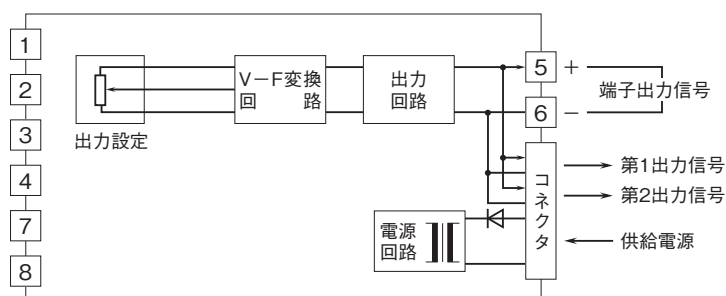 1
2
3
4
7
8
出力設定
V－F変換
回　　路
出力
回路
5 ＋
6 －
端子出力信号
コネクタ
第1出力信号
第2出力信号
供給電源
電源
回路